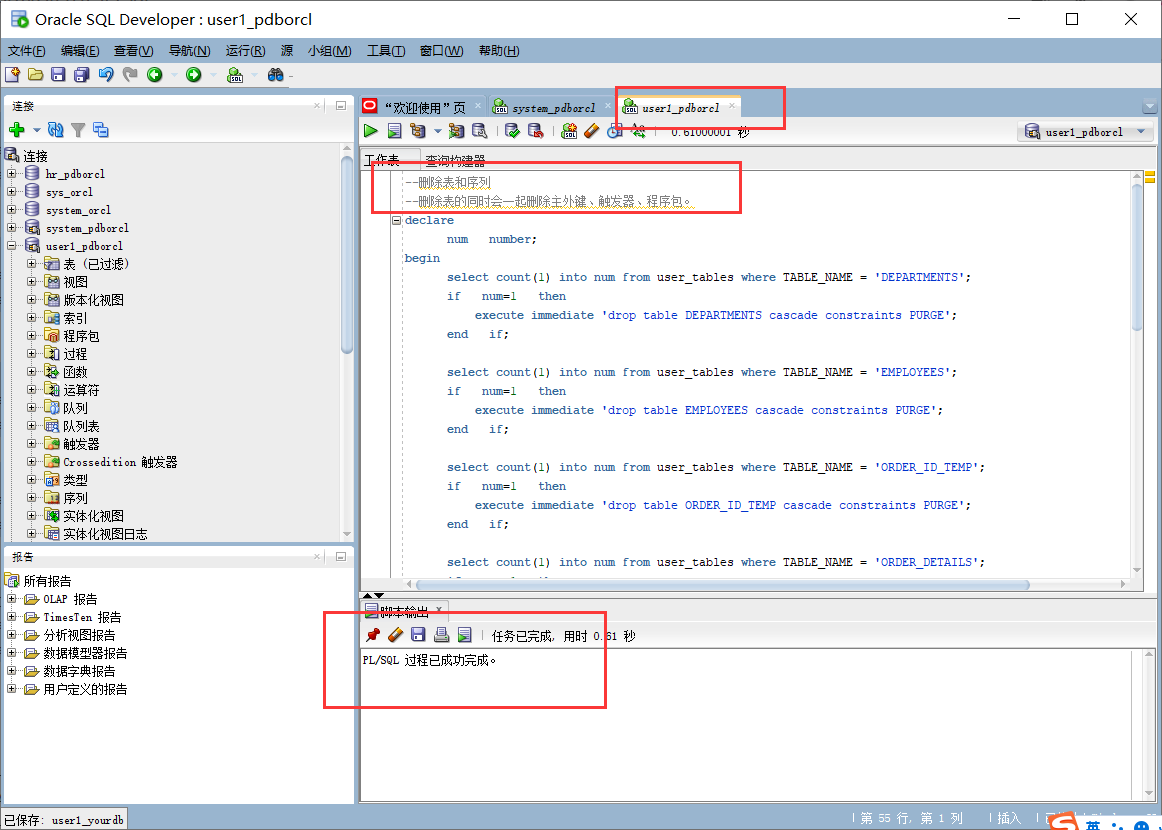 Oracle SQL Developer : user1_pdborcl
文件(F) 编辑(E) 查看(V) 导航(N) 运行(R) 源 小组(M) 工具(T) 窗口(W) 帮助(H)
连接
连接
hr_pdborcl
sys_orcl
system_orcl
system_pdborcl
user1_pdborcl
表 (已过滤)
视图
版本化视图
索引
程序包
过程
函数
运算符
队列
队列表
触发器
Crossedition 触发器
类型
序列
实体化视图
实体化视图日志
报告
所有报告
OLAP 报告
TimesTen 报告
分析视图报告
数据模型器报告
数据字典报告
用户定义的报告
“欢迎使用”页 system_pdborcl user1_pdborcl
0.61000001 秒 user1_pdborcl
工作表 查询构建器
--删除表和序列
--删除表的同时会一起删除主外键、触发器、程序包。
declare
num number;
begin
select count(1) into num from user_tables where TABLE_NAME = 'DEPARTMENTS';
if num=1 then
execute immediate 'drop table DEPARTMENTS cascade constraints PURGE';
end if;
select count(1) into num from user_tables where TABLE_NAME = 'EMPLOYEES';
if num=1 then
execute immediate 'drop table EMPLOYEES cascade constraints PURGE';
end if;
select count(1) into num from user_tables where TABLE_NAME = 'ORDER_ID_TEMP';
if num=1 then
execute immediate 'drop table ORDER_ID_TEMP cascade constraints PURGE';
end if;
select count(1) into num from user_tables where TABLE_NAME = 'ORDER_DETAILS';
脚本输出
任务已完成, 用时 0.61 秒
PL/SQL 过程已成功完成。
已保存: user1_yourdb
第 55 行, 第 1 列 插入
英